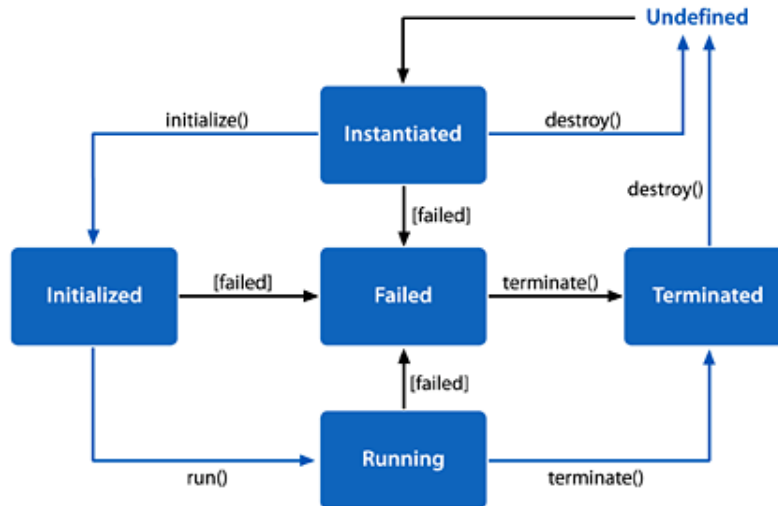 Undefined
initialize()
Instantiated
destroy()
[failed]
destroy()
Initialized
[failed]
Failed
terminate()
Terminated
[failed]
run()
Running
terminate()